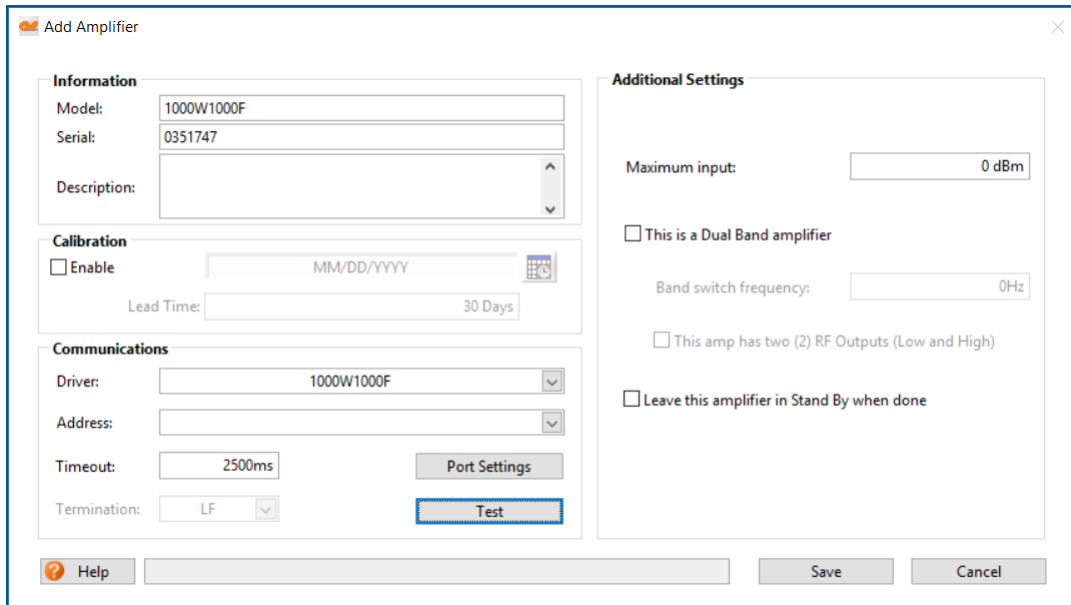 Add Amplifier
Information
Model: 1000W1000F
Serial: 0351747
Description:
Calibration
Enable MM/DD/YYYY
Lead Time: 30 Days
Communications
Driver: 1000W1000F
Address:
Timeout: 2500ms Port Settings
Termination: LF Test
Additional Settings
Maximum input: 0 dBm
This is a Dual Band amplifier
Band switch frequency: 0Hz
This amp has two (2) RF Outputs (Low and High)
Leave this amplifier in Stand By when done
? Help Save Cancel